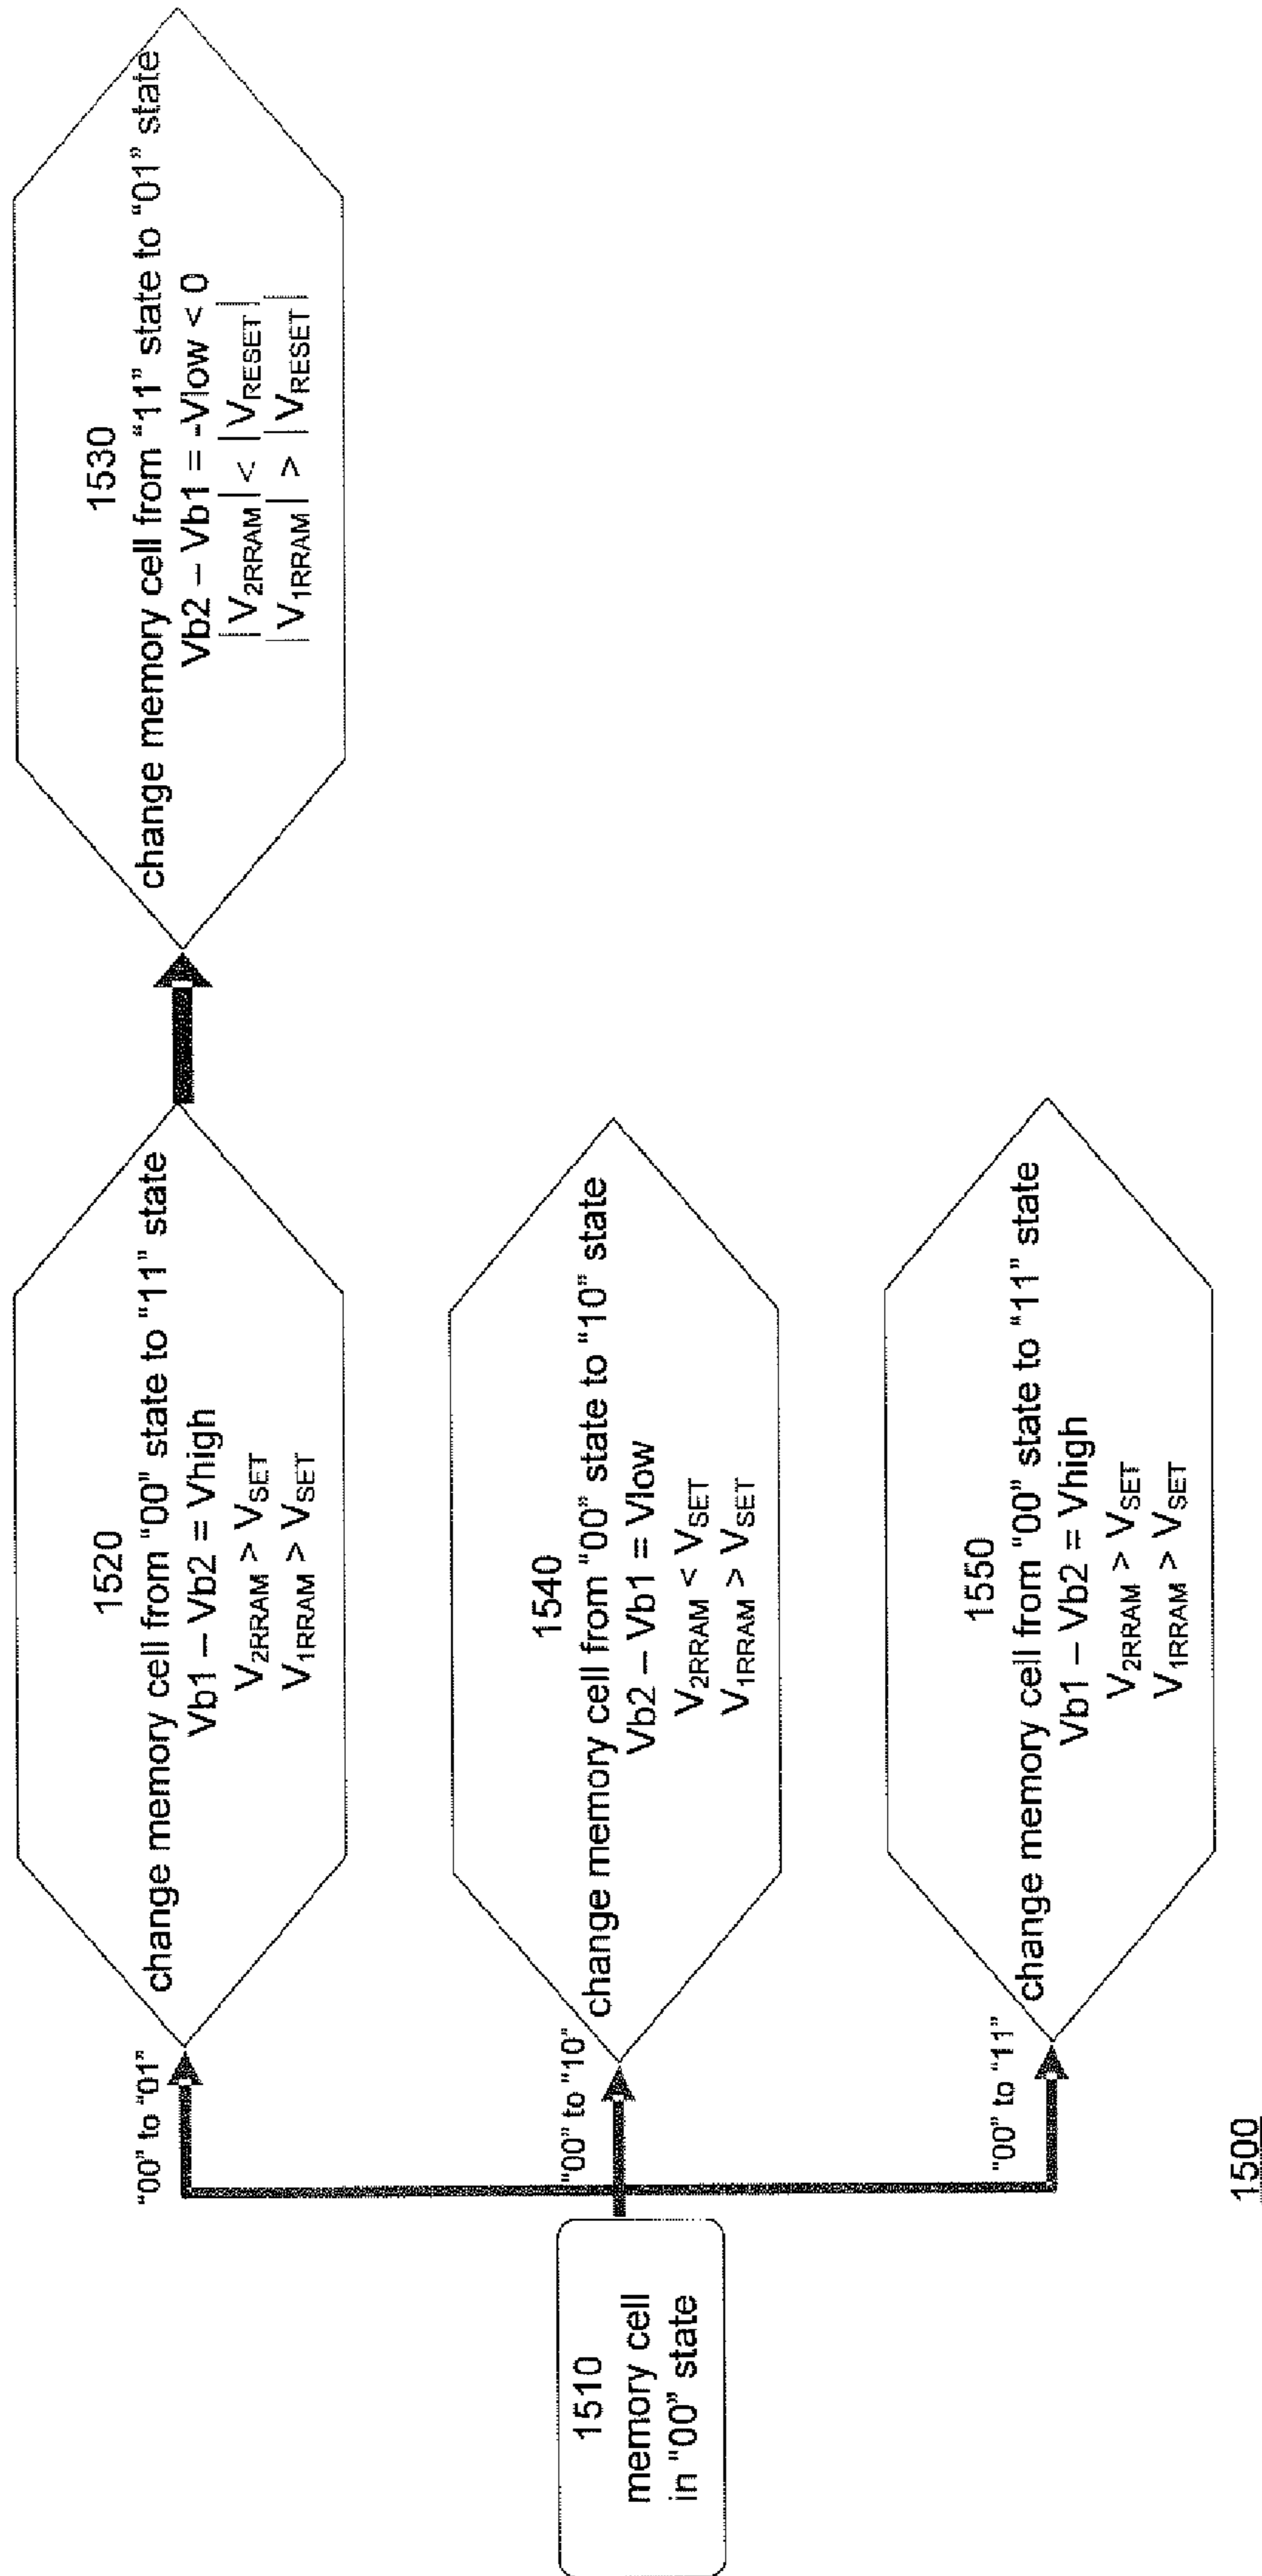 1510
memory cell
in "00" state
"00" to "01"
1520
change memory cell from "00" state to "11" state
Vb1 – Vb2 = Vhigh
V2RRAM > VSET
V1RRAM > VSET
1530
change memory cell from "11" state to "01" state
Vb2 – Vb1 = -Vlow < 0
|V2RRAM| < |VRESET|
|V1RRAM| > |VRESET|
"00" to "10"
1540
change memory cell from "00" state to "10" state
Vb2 – Vb1 = Vlow
V2RRAM < VSET
V1RRAM > VSET
"00" to "11"
1550
change memory cell from "00" state to "11" state
Vb1 – Vb2 = Vhigh
V2RRAM > VSET
V1RRAM > VSET
1500